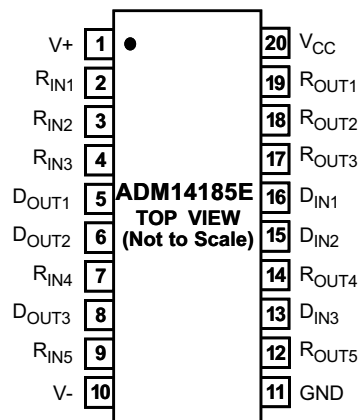 V+ 1 20 VCC
RIN1 2 19 ROUT1
RIN2 3 18 ROUT2
RIN3 4 17 ROUT3
DOUT1 5 ADM14185E 16 DIN1
TOP VIEW
DOUT2 6 (Not to Scale) 15 DIN2
RIN4 7 14 ROUT4
DOUT3 8 13 DIN3
RIN5 9 12 ROUT5
V- 10 11 GND